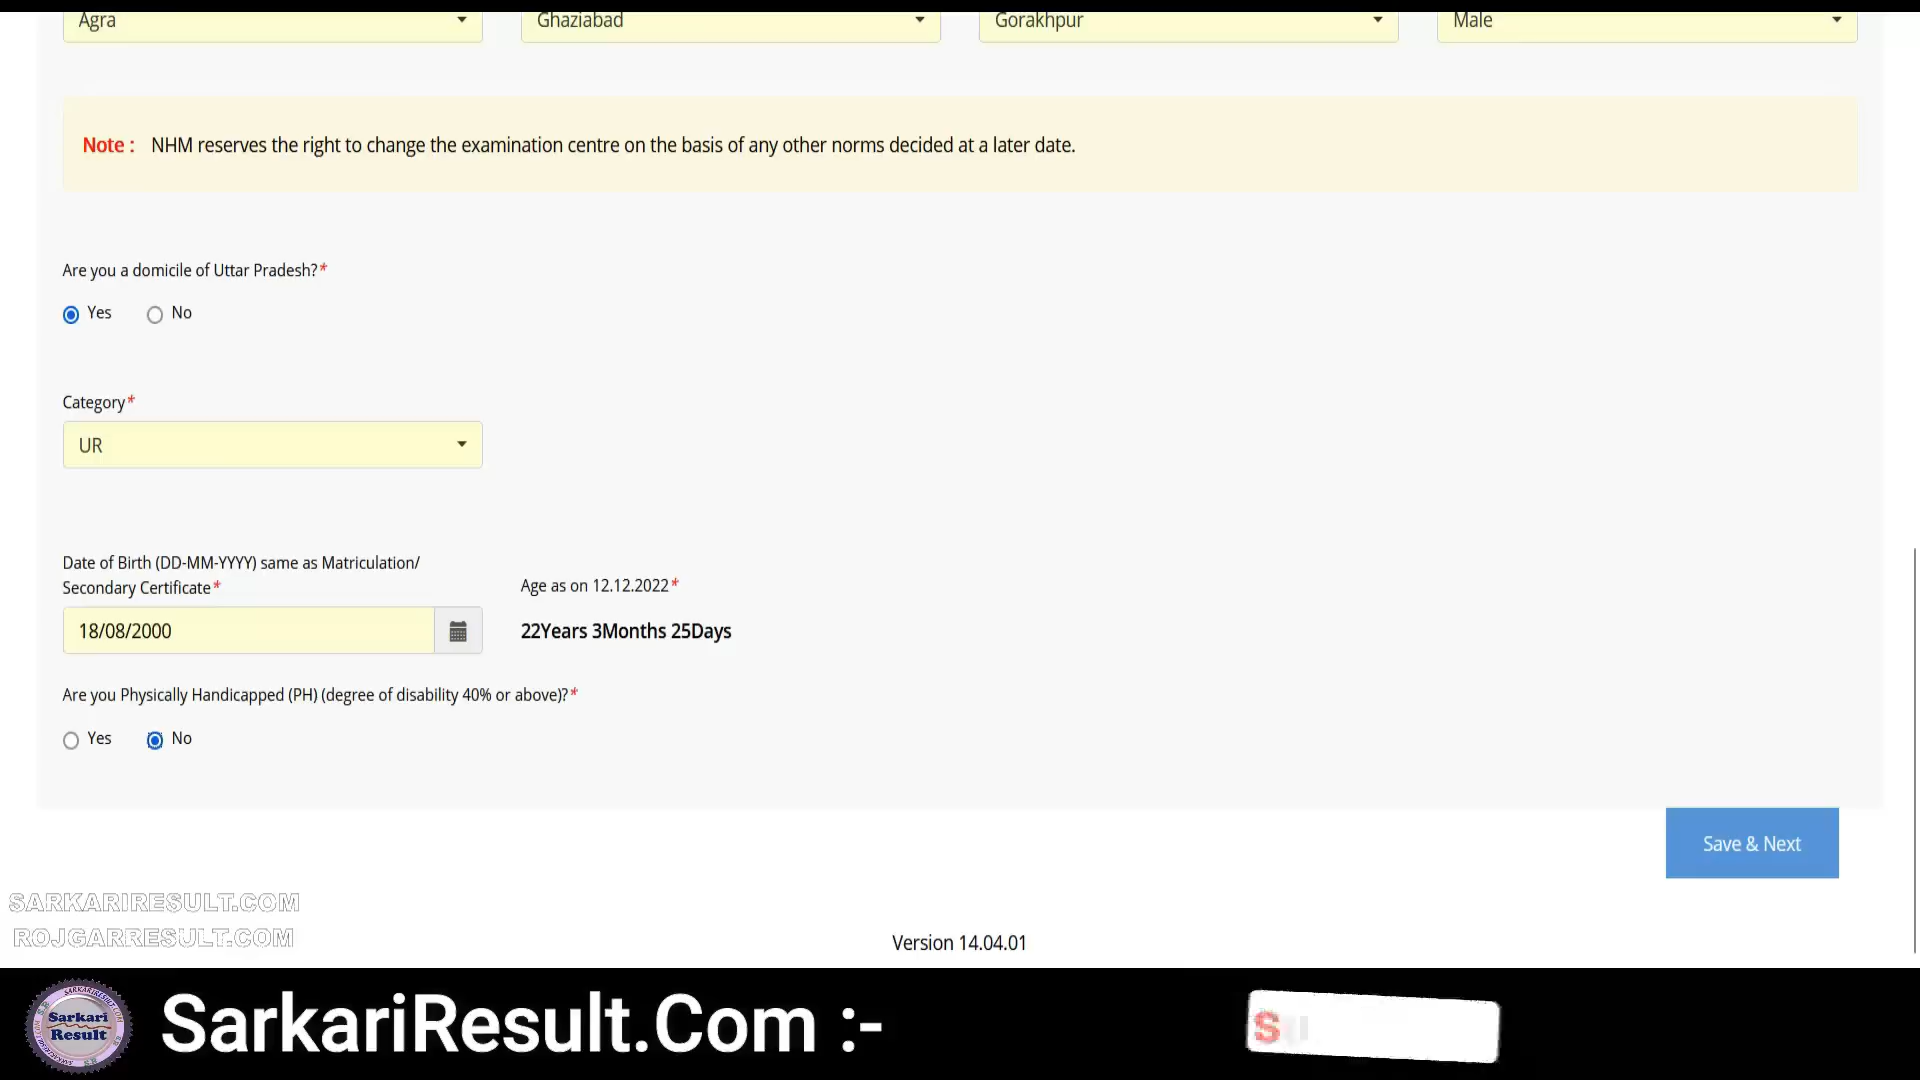 Agra
Ghaziabad
Gorakhpur
Male
Note : NHM reserves the right to change the examination centre on the basis of any other norms decided at a later date.
Are you a domicile of Uttar Pradesh?*
Yes
No
Category*
UR
Date of Birth (DD-MM-YYYY) same as Matriculation/
Secondary Certificate*
Age as on 12.12.2022*
18/08/2000
22Years 3Months 25Days
Are you Physically Handicapped (PH) (degree of disability 40% or above)?*
Yes
No
Save & Next
SARKARIRESULT.COM
ROJGARRESULT.COM
Version 14.04.01
Sarkari
Result
SarkariResult.Com :-